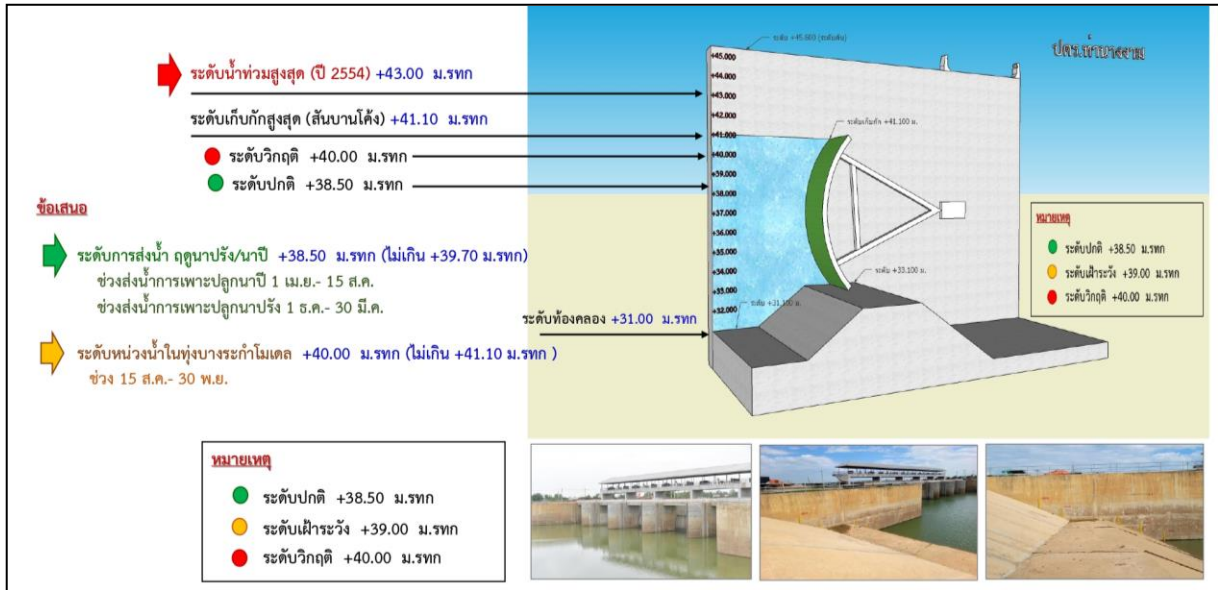 ระดับน้ำท่วมสูงสุด (ปี 2554) +43.00 ม.รทก
ระดับเก็บกักสูงสุด (สันบานโค้ง) +41.10 ม.รทก
ระดับวิกฤติ +40.00 ม.รทก
ระดับปกติ +38.50 ม.รทก
ข้อเสนอ
ระดับการส่งน้ำ ฤดูนาปรัง/นาปี +38.50 ม.รทก (ไม่เกิน +39.70 ม.รทก)
ช่วงส่งน้ำการเพาะปลูกนาปี 1 เม.ย.- 15 ส.ค.
ช่วงส่งน้ำการเพาะปลูกนาปรัง 1 ธ.ค.- 30 มี.ค.
ระดับท้องคลอง +31.00 ม.รทก
ระดับหน่วงน้ำในทุ่งบางระกำโมเดล +40.00 ม.รทก (ไม่เกิน +41.10 ม.รทก )
ช่วง 15 ส.ค.- 30 พ.ย.
หมายเหตุ
ระดับปกติ +38.50 ม.รทก
ระดับเฝ้าระวัง +39.00 ม.รทก
ระดับวิกฤติ +40.00 ม.รทก
ปตร.ท่านางงาม
+45.000
+44.000
+43.000
+42.000
+41.000
+40.000
+39.000
+38.000
+37.000
+36.000
+35.000
+34.000
+33.000
+32.000
ระดับเก็บกัก +41.100 ม.
ระดับ +33.100 ม.
หมายเหตุ
ระดับปกติ +38.50 ม.รทก
ระดับเฝ้าระวัง +39.00 ม.รทก
ระดับวิกฤติ +40.00 ม.รทก